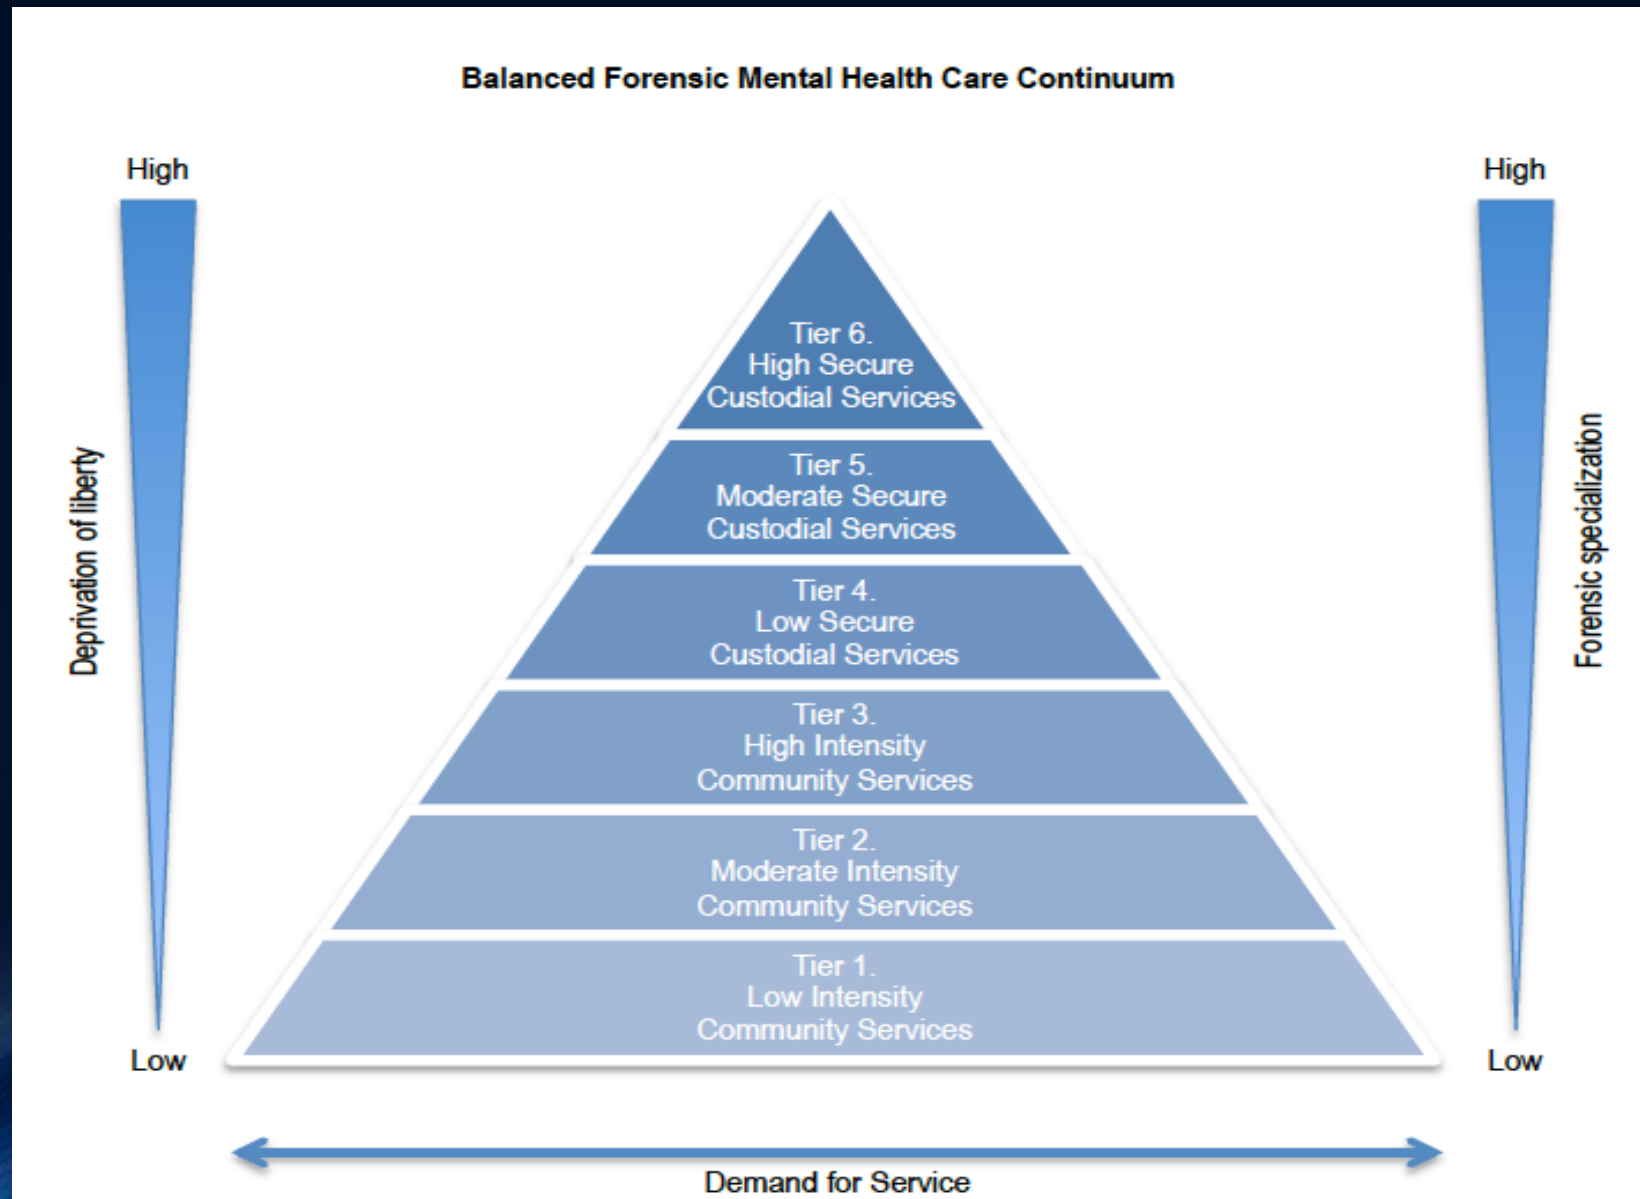 Balanced Forensic Mental Health Care Continuum
High
High
Tier 6.
High Secure
Custodial Services
Tier 5.
Moderate Secure
Custodial Services
Deprivation of liberty
Forensic specialization
Tier 4.
Low Secure
Custodial Services
Tier 3.
High Intensity
Community Services
Tier 2.
Moderate Intensity
Community Services
Tier 1.
Low Intensity
Community Services
Low
Low
Demand for Service